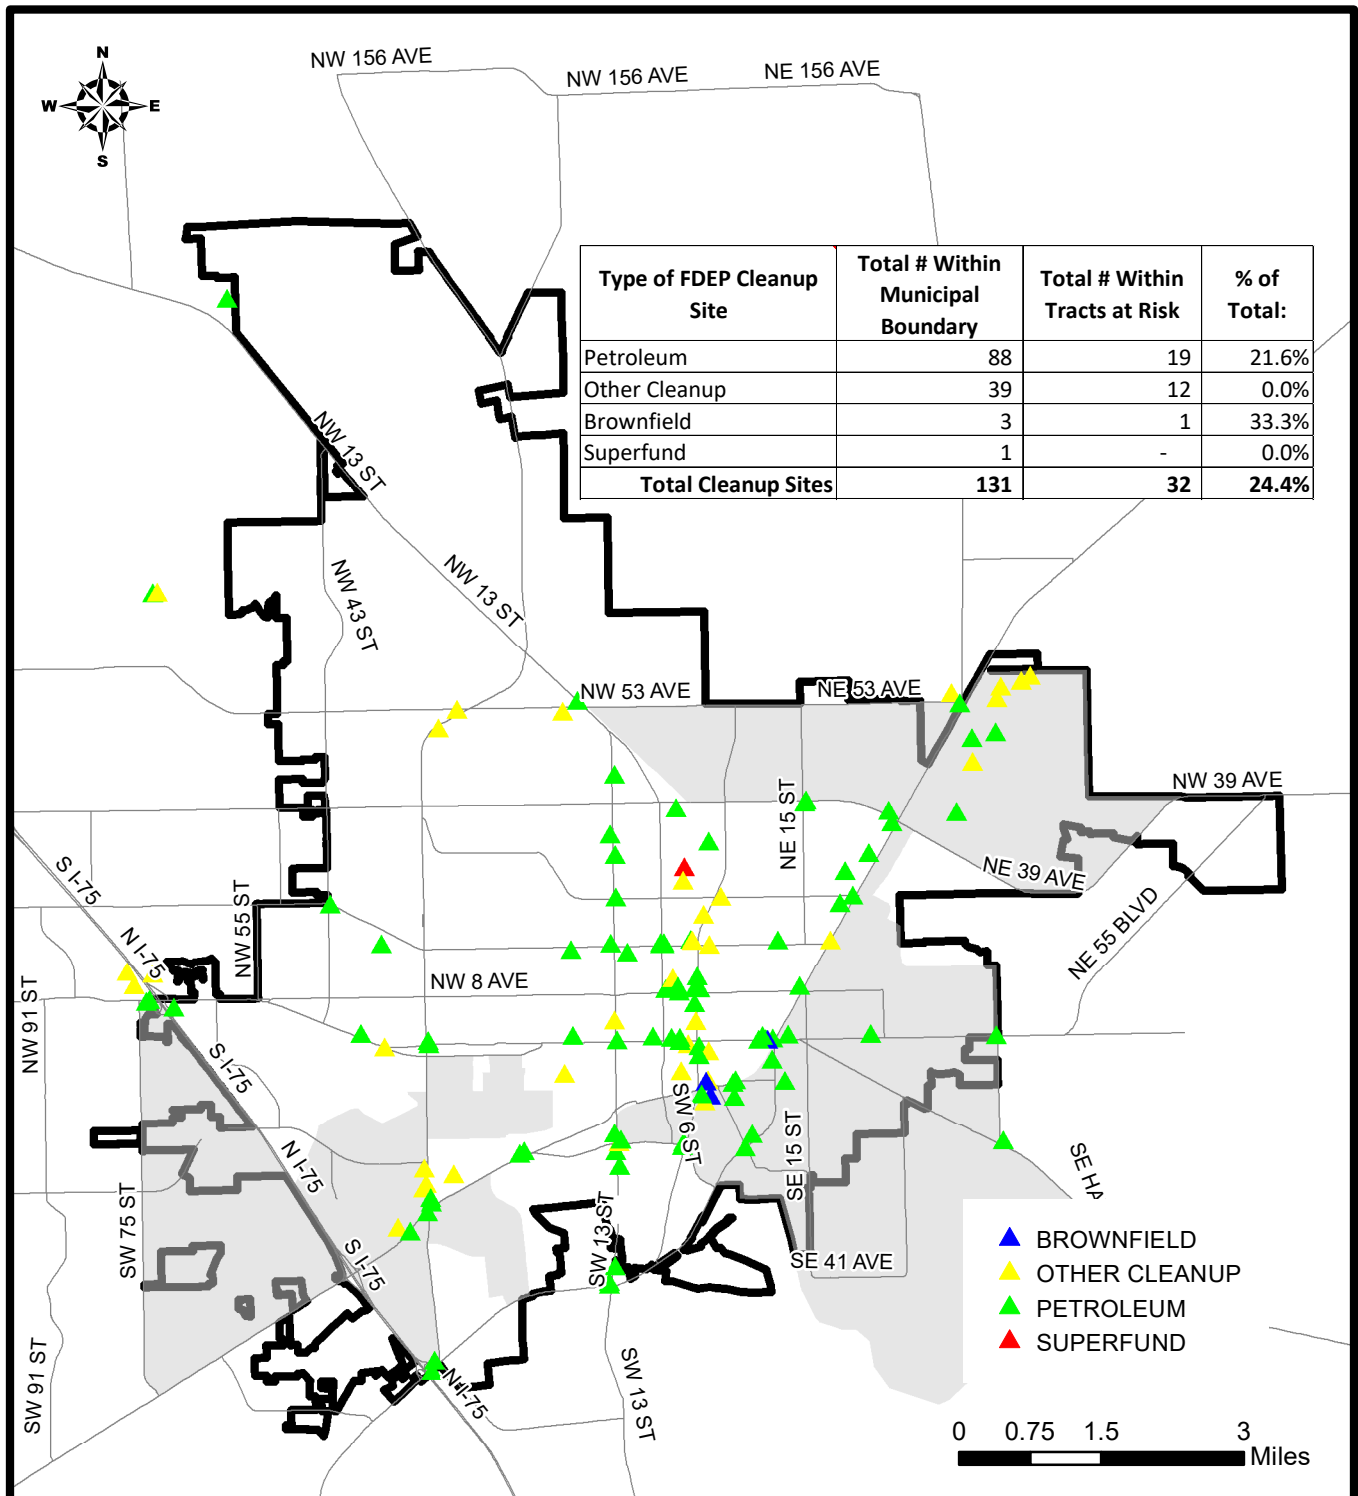 N
W E
S
NW 156 AVE
NW 156 AVE
NE 156 AVE
Type of FDEP Cleanup Site Total # Within Municipal Boundary Total # Within Tracts at Risk % of Total:
Petroleum 88 19 21.6%
Other Cleanup 39 12 0.0%
Brownfield 3 1 33.3%
Superfund 1 - 0.0%
Total Cleanup Sites 131 32 24.4%
NW 13 ST
NW 13 ST
NW 43 ST
NW 53 AVE
NE 53 AVE
NW 39 AVE
NE 15 ST
NE 39 AVE
S I-75
NW 55 ST
N I-75
NE 55 BLVD
NW 8 AVE
NW 91 ST
S I-75
SW 6 ST
N I-75
SE 15 ST
SE HA
SW 75 ST
SW 13 ST
S I-75
SE 41 AVE
BROWNFIELD
OTHER CLEANUP
PETROLEUM
SUPERFUND
SW 91 ST
N I-75
SW 13 ST
0 0.75 1.5 3
Miles